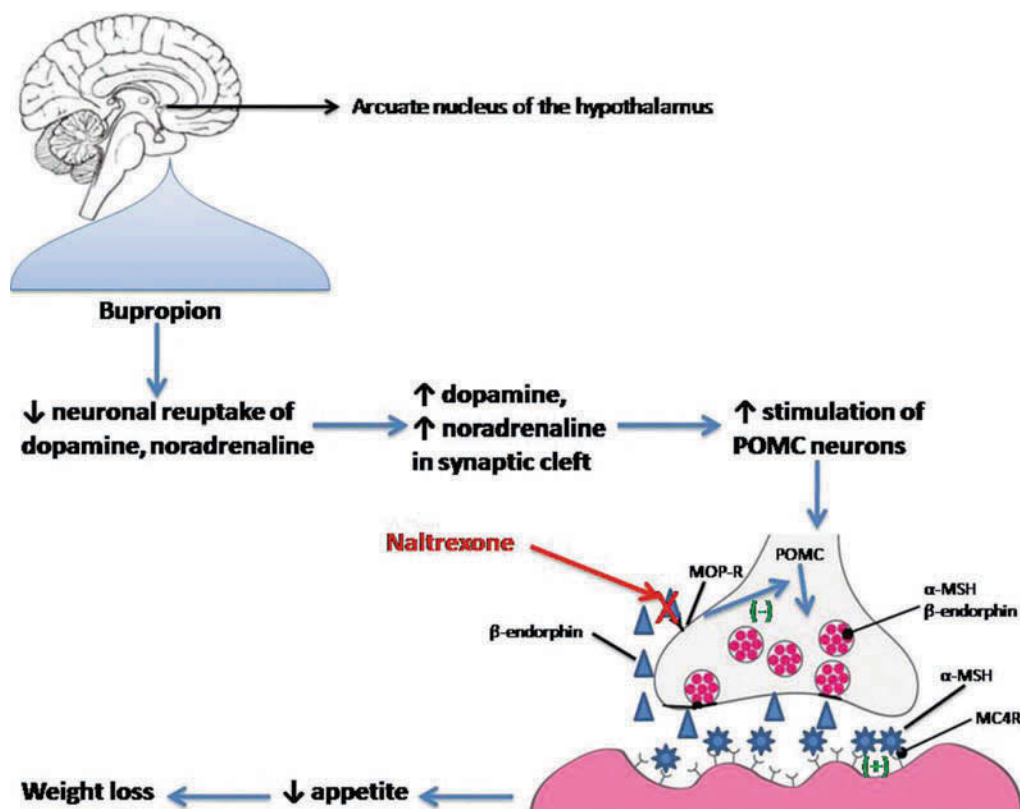 Arcuate nucleus of the hypothalamus
Bupropion
↓ neuronal reuptake of
dopamine, noradrenaline
↑ dopamine,
↑ noradrenaline
in synaptic cleft
↑ stimulation of
POMC neurons
Naltrexone
MOP-R
POMC
(-)
α-MSH
β-endorphin
β-endorphin
α-MSH
MC4R
(+)
Weight loss
↓ appetite